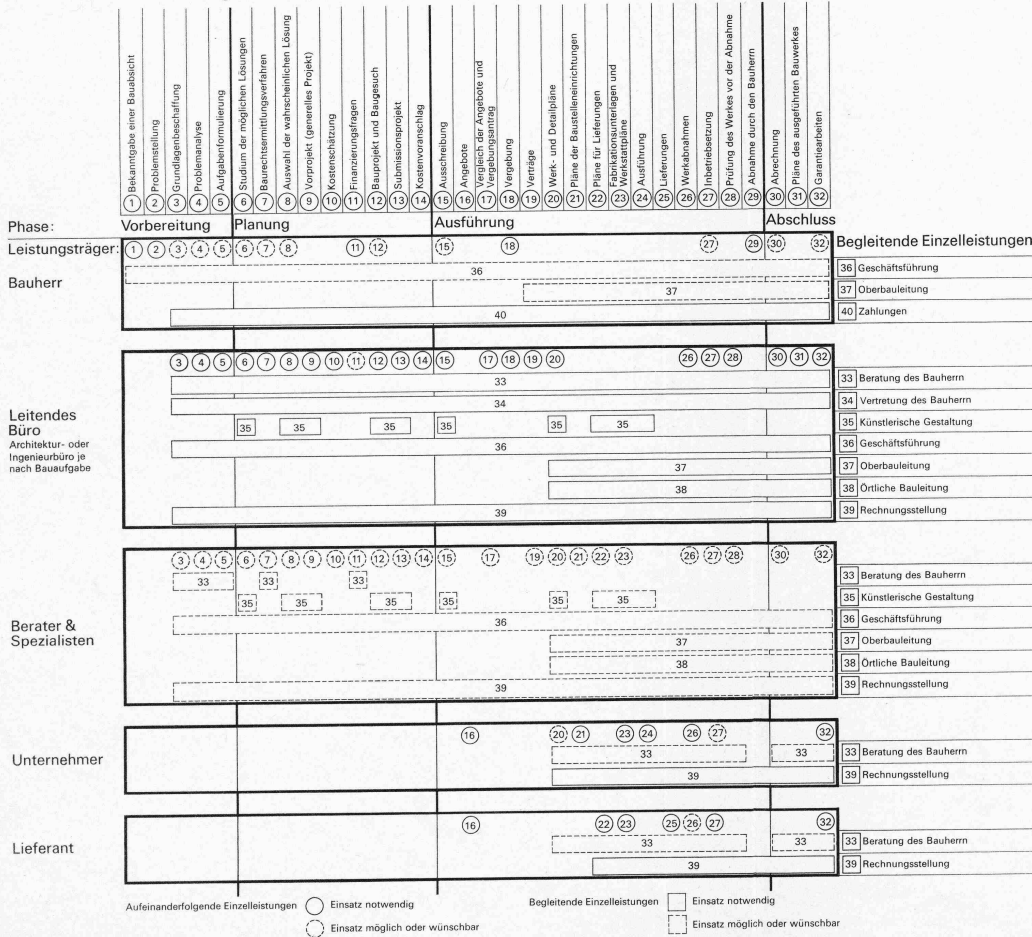 Bekanntgabe einer Bauabsicht
Problemstellung
Grundlagenbeschaffung
Problemanalyse
Aufgabenformulierung
Studium der möglichen Lösungen
Baurechtsermittlungsverfahren
Auswahl der wahrscheinlichen Lösung
Vorprojekt (generelles Projekt)
Kostenschätzung
Finanzierungsfragen
Bauprojekt und Baugesuch
Submissionsprojekt
Kostenvoranschlag
Ausschreibung
Angebote
Vergleich der Angebote und
Vergebungsantrag
Vergebung
Verträge
Werk- und Detailpläne
Pläne der Baustelleneinrichtungen
Pläne für Lieferungen
Fabrikationsunterlagen und
Werkstattpläne
Ausführung
Lieferungen
Werkabnahmen
Inbetriebsetzung
Prüfung des Werkes vor der Abnahme
Abnahme durch den Bauherrn
Abrechnung
Pläne des ausgeführten Bauwerkes
Garantiearbeiten
1 2 3 4 5 6 7 8 9 10 11 12 13 14 15 16 17 18 19 20 21 22 23 24 25 26 27 28 29 30 31 32
Phase: Vorbereitung Planung Ausführung Abschluss
Leistungsträger: 1 2 3 4 5 6 7 8 11 12 15 18 27 29 30 32 Begleitende Einzelleistungen
36 36 Geschäftsführung
Bauherr
37 37 Oberbauleitung
40 40 Zahlungen
3 4 5 6 7 8 9 10 11 12 13 14 15 17 18 19 20 26 27 28 30 31 32
33 33 Beratung des Bauherrn
34 34 Vertretung des Bauherrn
Leitendes
Büro
Architektur- oder
Ingenieurbüro je
nach Bauaufgabe
35 35 35 35 35 35 35 Künstlerische Gestaltung
36 36 Geschäftsführung
37 37 Oberbauleitung
38 38 Örtliche Bauleitung
39 39 Rechnungsstellung
3 4 5 6 7 8 9 10 11 12 13 14 15 17 19 20 21 22 23 26 27 28 30 32
33 33 33 33 Beratung des Bauherrn
35 35 35 35 35 35 35 Künstlerische Gestaltung
Berater &
Spezialisten
36 36 Geschäftsführung
37 37 Oberbauleitung
38 38 Örtliche Bauleitung
39 39 Rechnungsstellung
16 20 21 23 24 26 27 32
Unternehmer
33 33 33 Beratung des Bauherrn
39 39 Rechnungsstellung
16 22 23 25 26 27 32
Lieferant
33 33 33 Beratung des Bauherrn
39 39 Rechnungsstellung
Aufeinanderfolgende Einzelleistungen Einsatz notwendig Begleitende Einzelleistungen Einsatz notwendig
Einsatz möglich oder wünschbar Einsatz möglich oder wünschbar